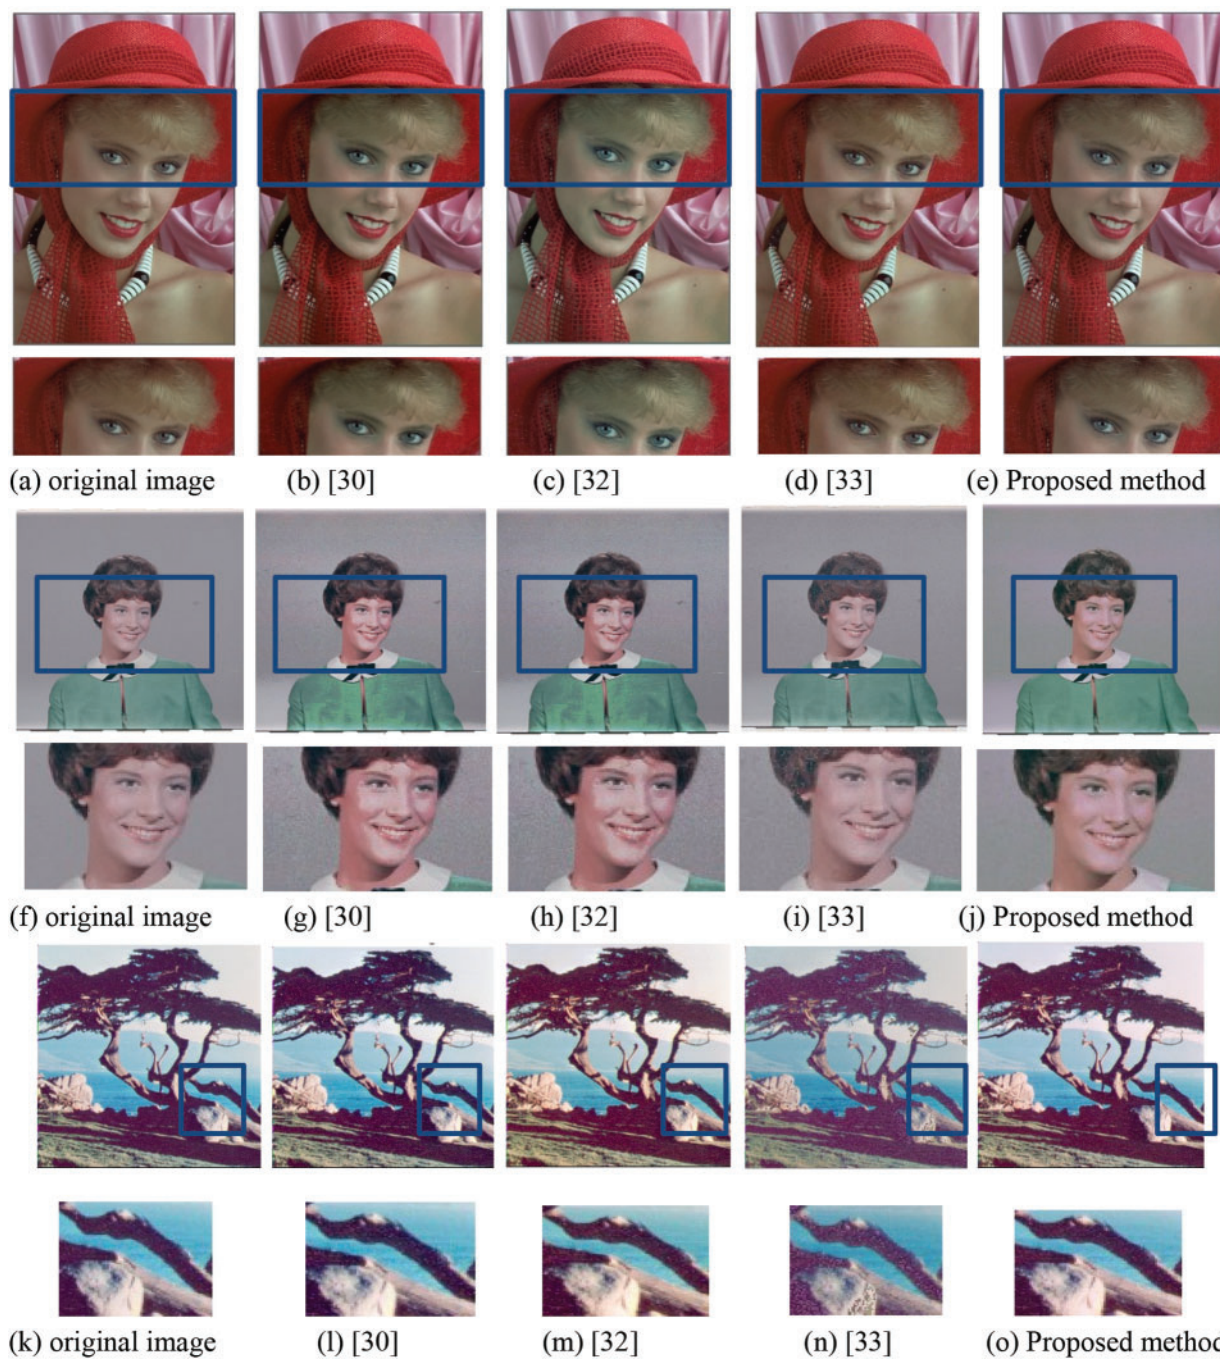 (a) original image (b) [30] (c) [32] (d) [33] (e) Proposed method
(f) original image (g) [30] (h) [32] (i) [33] (j) Proposed method
(k) original image (l) [30] (m) [32] (n) [33] (o) Proposed method